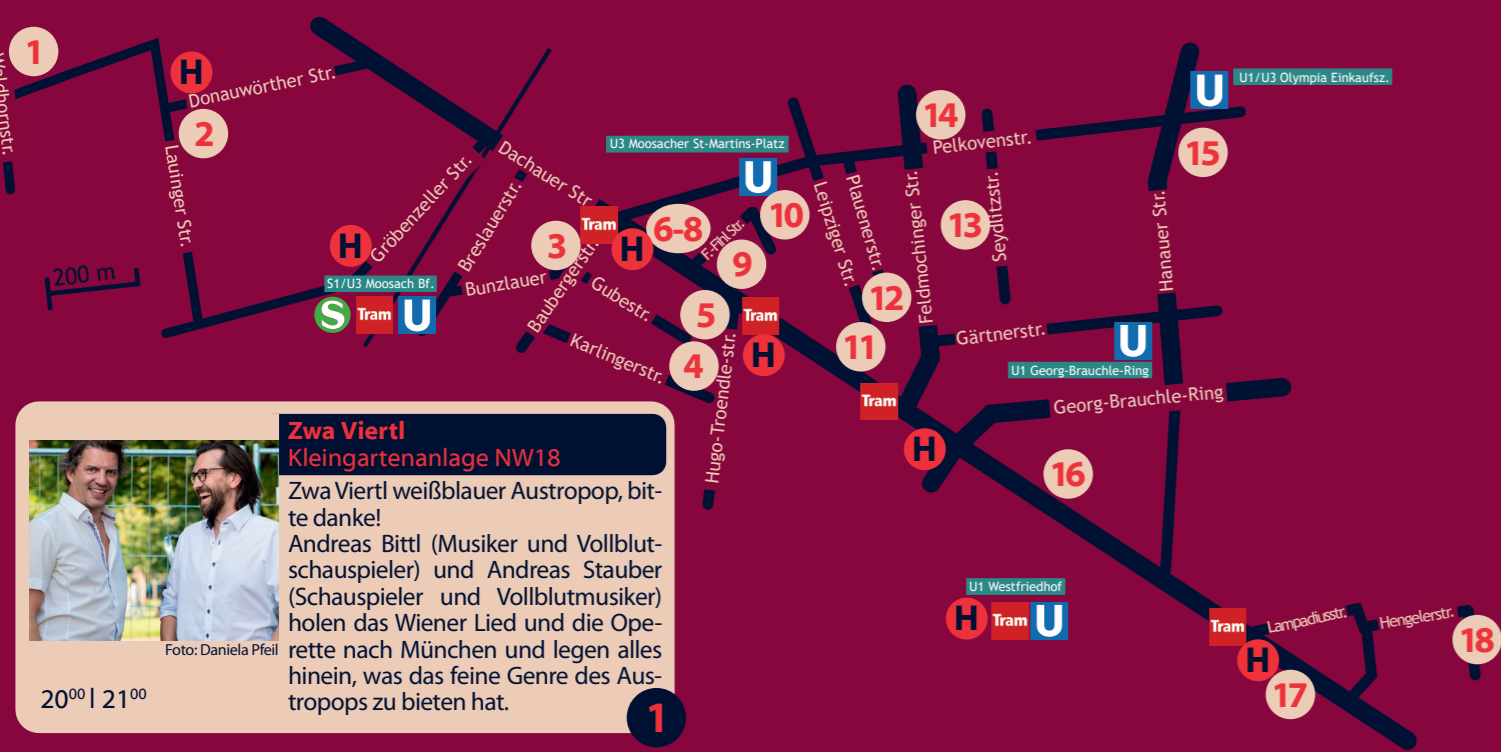 1
Waldhornstr.
H
Donauwörther Str.
2
Lauinger Str.
200 m
H
Gröbenzeller Str.
S1/U3 Moosach Bf.
S Tram U
Breslauerstr.
Bunzlauer
Dachauer Str.
3
Tram
H
Baubergerstr.
Gubestr.
Karlingerstr.
U3 Moosacher St-Martins-Platz
U
6-8
F.-Fihl Str.
10
9
5
4
Tram
H
Hugo-Troendle-str.
Leipziger Str.
Plauenerstr.
12
11
Tram
14
Pelkovenstr.
Feldmochinger Str.
13
Seydlitzstr.
U
U1/U3 Olympia Einkaufsz.
15
Hanauer Str.
Gärtnerstr.
U
U1 Georg-Brauchle-Ring
Georg-Brauchle-Ring
H
16
U1 Westfriedhof
H Tram U
Tram
H
17
Lampadiusstr.
Hengelerstr.
18
Zwa Viertl
Kleingartenanlage NW18
Zwa Viertl weißblauer Austropop, bit-
te danke!
Andreas Bittl (Musiker und Vollblut-
schauspieler) und Andreas Stauber
(Schauspieler und Vollblutmusiker)
holen das Wiener Lied und die Ope-
rette nach München und legen alles
hinein, was das feine Genre des Aus-
tropops zu bieten hat.
Foto: Daniela Pfeil
20⁰⁰ | 21⁰⁰
1